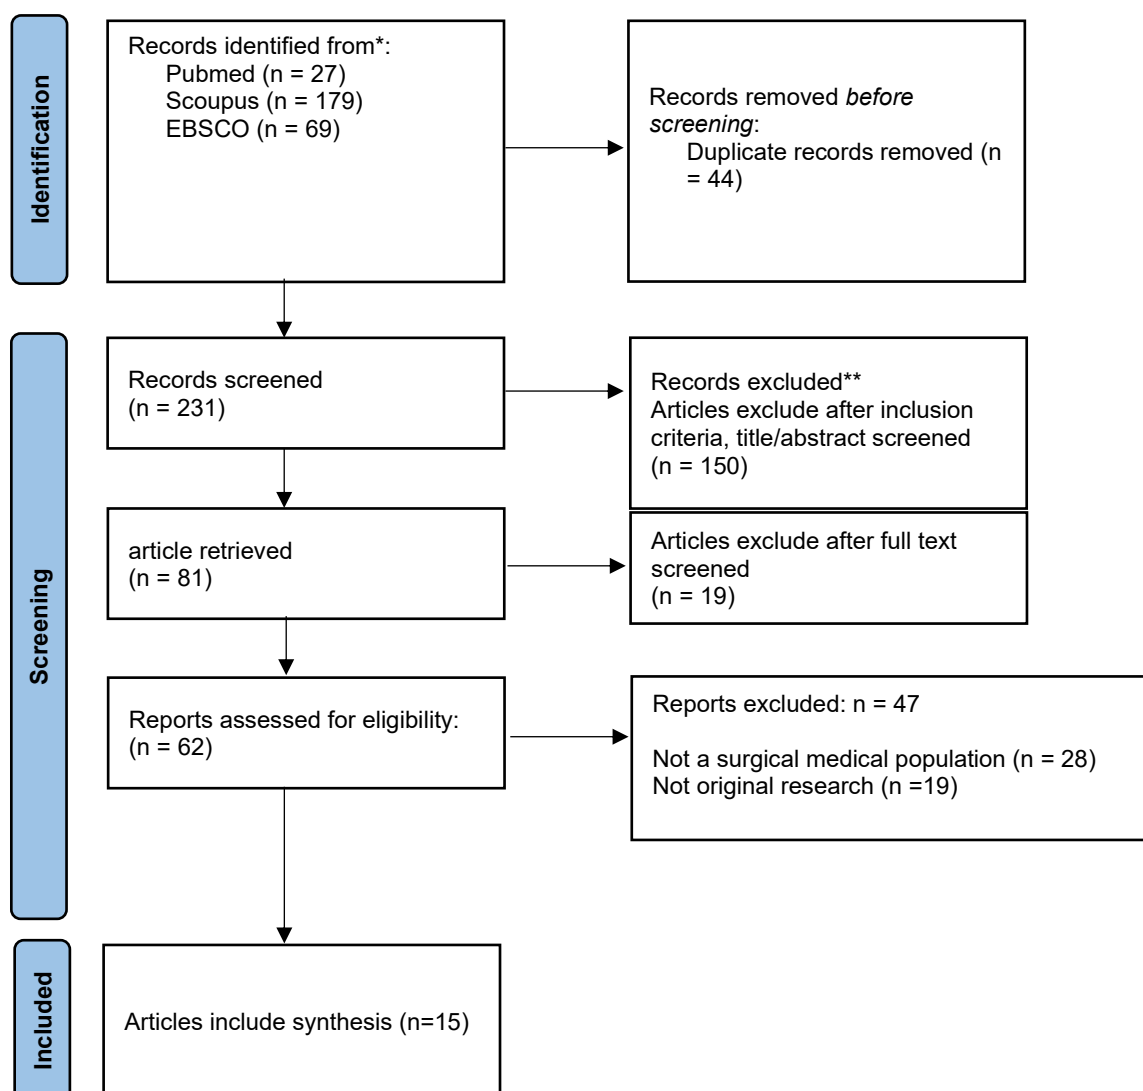 Identification
Records identified from*:
Pubmed (n = 27)
Scoupus (n = 179)
EBSCO (n = 69)
Records removed before
screening:
Duplicate records removed (n
= 44)
Screening
Records screened
(n = 231)
Records excluded**
Articles exclude after inclusion
criteria, title/abstract screened
(n = 150)
article retrieved
(n = 81)
Articles exclude after full text
screened
(n = 19)
Reports assessed for eligibility:
(n = 62)
Reports excluded: n = 47
Not a surgical medical population (n = 28)
Not original research (n =19)
Included
Articles include synthesis (n=15)